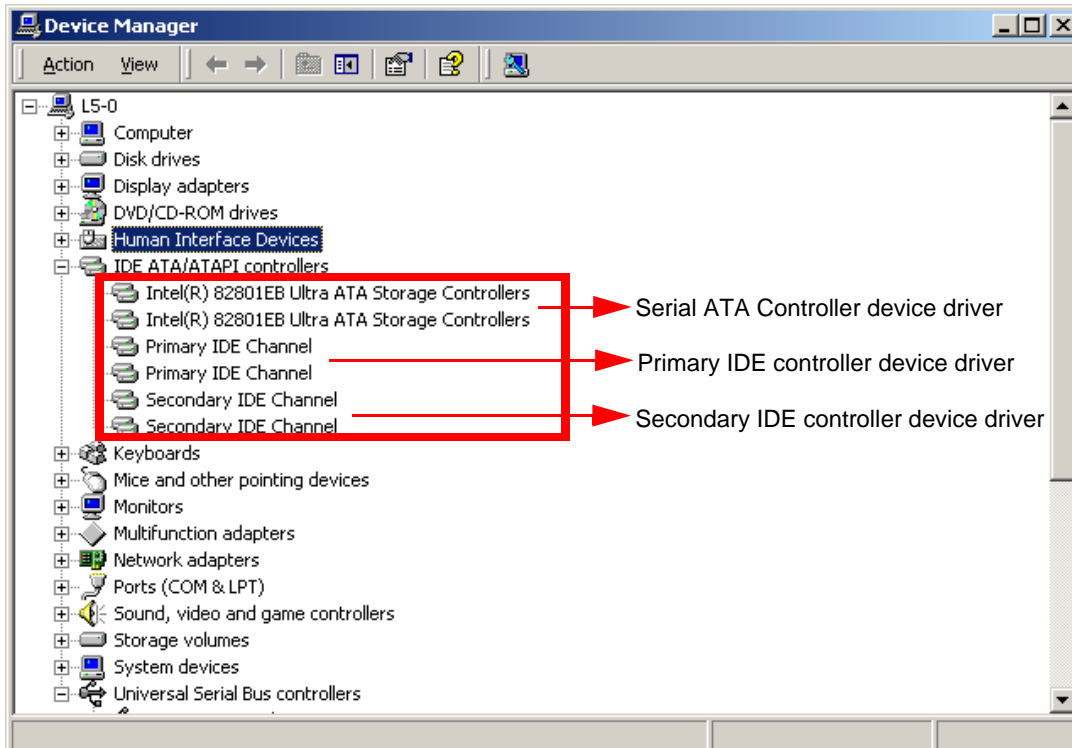 Device Manager
Action View
L5-0
Computer
Disk drives
Display adapters
DVD/CD-ROM drives
Human Interface Devices
IDE ATA/ATAPI controllers
Intel(R) 82801EB Ultra ATA Storage Controllers
Serial ATA Controller device driver
Intel(R) 82801EB Ultra ATA Storage Controllers
Primary IDE Channel
Primary IDE controller device driver
Primary IDE Channel
Secondary IDE Channel
Secondary IDE controller device driver
Secondary IDE Channel
Keyboards
Mice and other pointing devices
Monitors
Multifunction adapters
Network adapters
Ports (COM & LPT)
Sound, video and game controllers
Storage volumes
System devices
Universal Serial Bus controllers